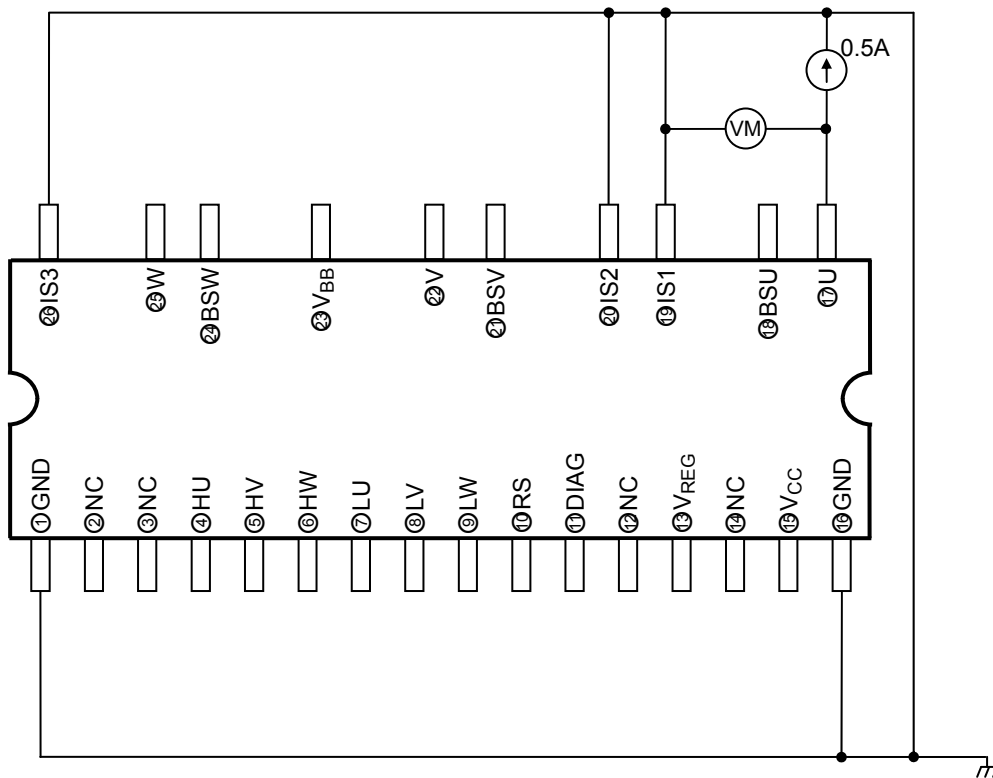 0.5A
VM
㉖IS3
㉕W
㉔BSW
㉓VBB
㉒V
㉑BSV
⑳IS2
⑲IS1
⑱BSU
⑰U
①GND
②NC
③NC
④HU
⑤HV
⑥HW
⑦LU
⑧LV
⑨LW
⑩RS
⑪DIAG
⑫NC
⑬VREG
⑭NC
⑮VCC
⑯GND